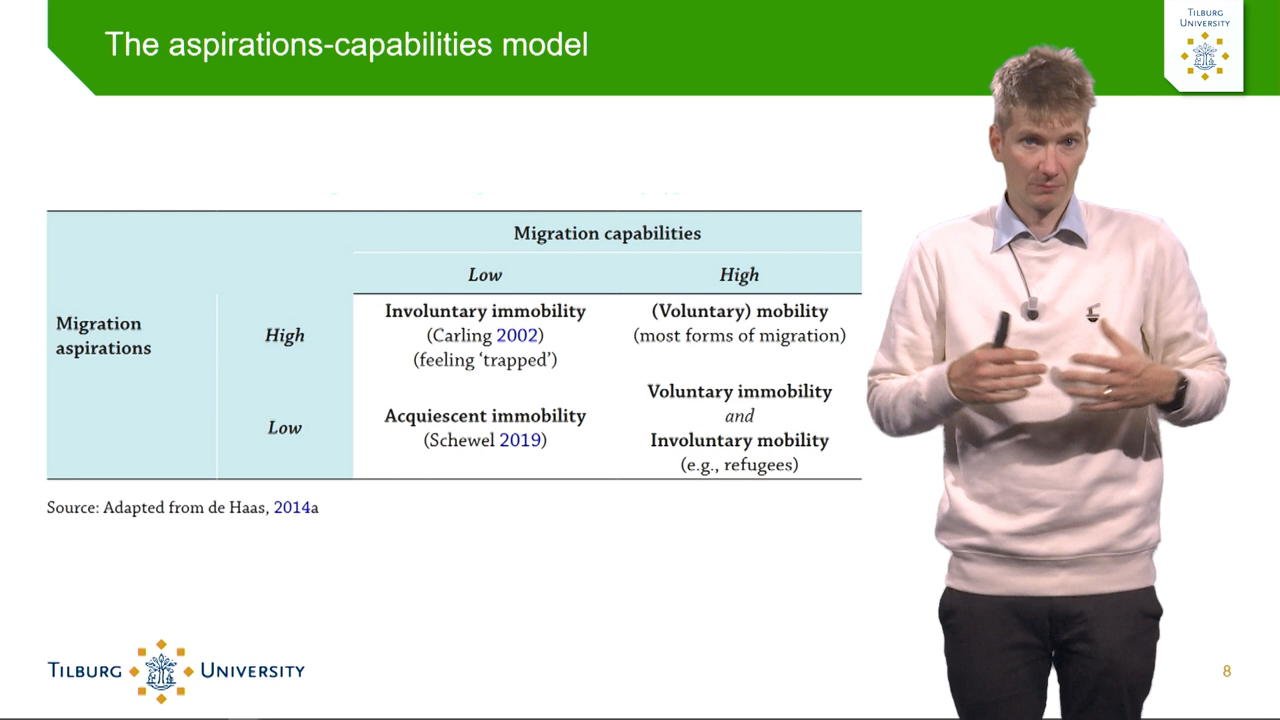 The aspirations-capabilities model
TILBURG
UNIVERSITY
Migration capabilities
Low
High
Migration
aspirations
High
Involuntary immobility
(Carling 2002)
(feeling ‘trapped’)
(Voluntary) mobility
(most forms of migration)
Low
Acquiescent immobility
(Schewel 2019)
Voluntary immobility
and
Involuntary mobility
(e.g., refugees)
Source: Adapted from de Haas, 2014a
TILBURG UNIVERSITY
8